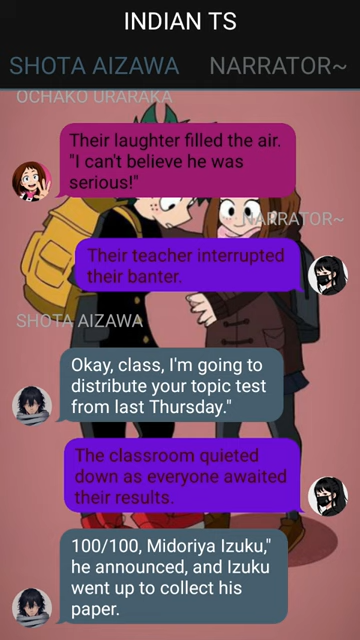 INDIAN TS
SHOTA AIZAWA NARRATOR~
OCHAKO URARAKA
Their laughter filled the air.
"I can't believe he was
serious!"
NARRATOR~
Their teacher interrupted
their banter.
SHOTA AIZAWA
Okay, class, I'm going to
distribute your topic test
from last Thursday."
The classroom quieted
down as everyone awaited
their results.
100/100, Midoriya Izuku,"
he announced, and Izuku
went up to collect his
paper.